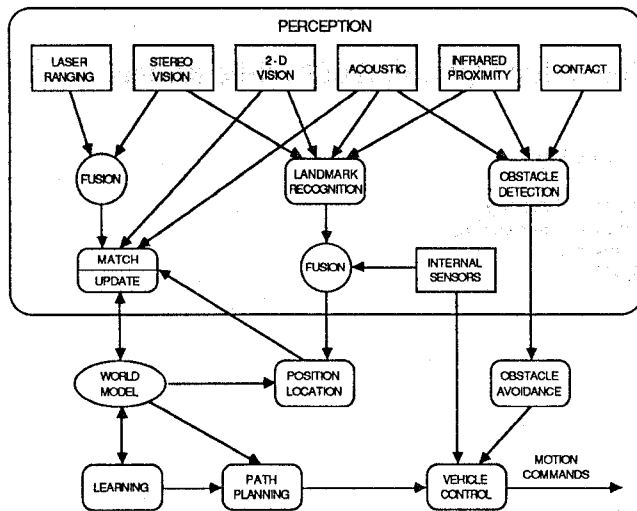 PERCEPTION
LASER
RANGING
STEREO
VISION
2-D
VISION
ACOUSTIC
INFRARED
PROXIMITY
CONTACT
FUSION
LANDMARK
RECOGNITION
OBSTACLE
DETECTION
MATCH
UPDATE
FUSION
INTERNAL
SENSORS
WORLD
MODEL
POSITION
LOCATION
OBSTACLE
AVOIDANCE
LEARNING
PATH
PLANNING
VEHICLE
CONTROL
MOTION
COMMANDS